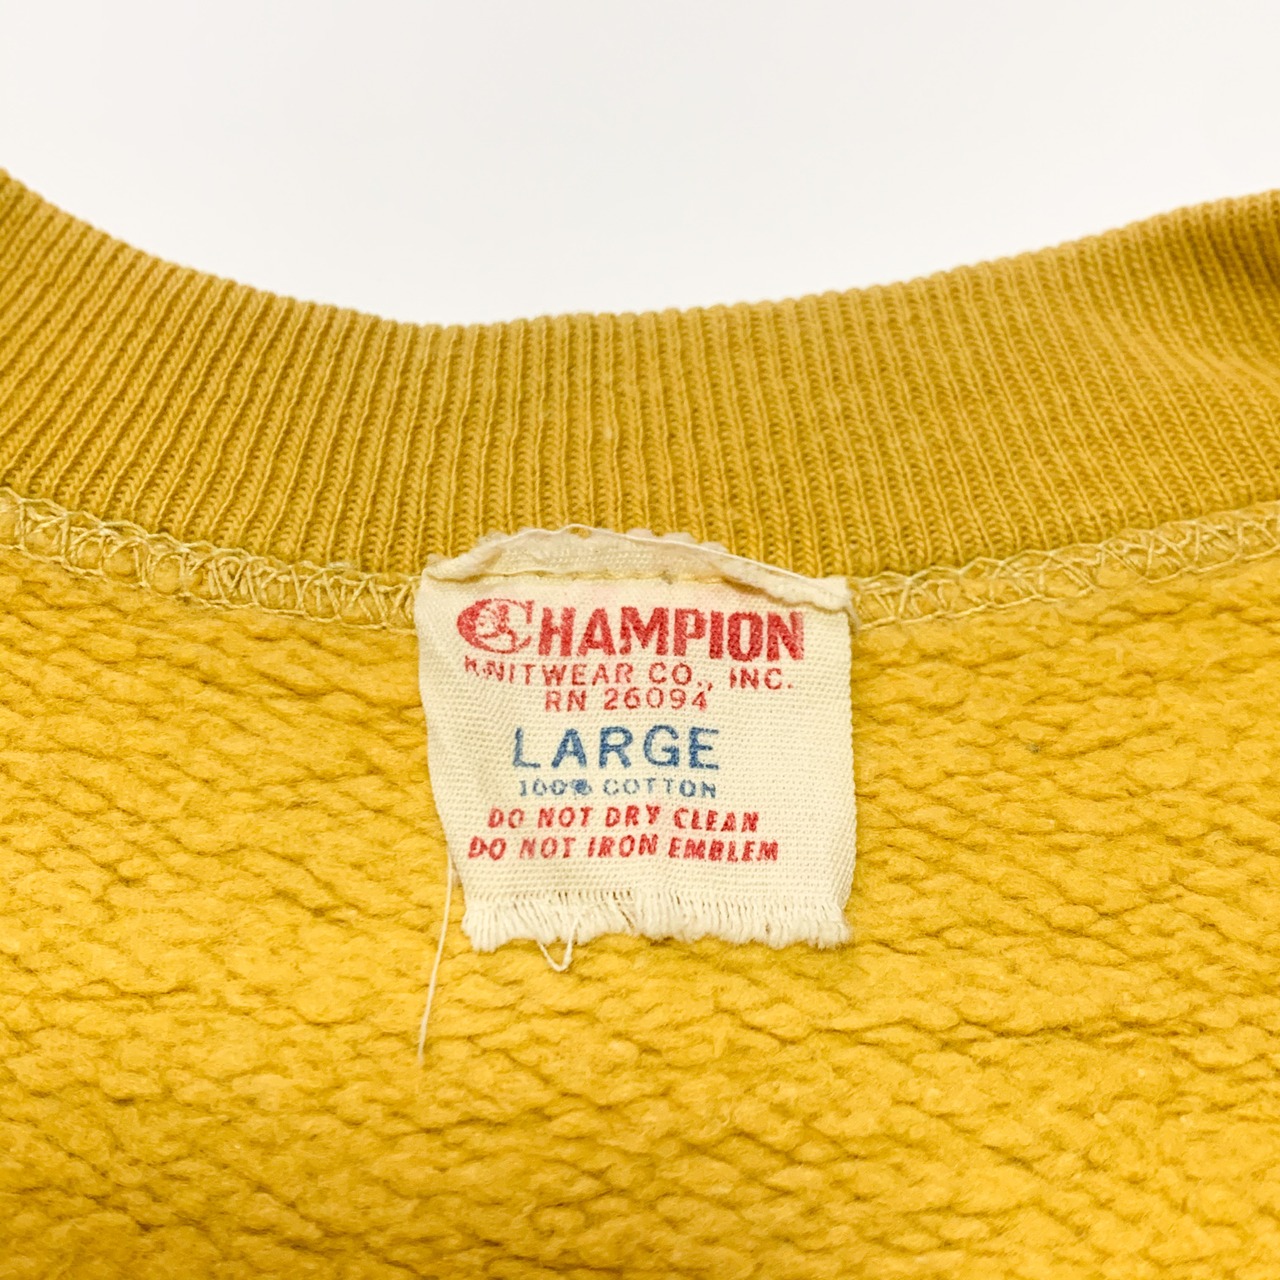 CHAMPION
KNITWEAR CO., INC.
RN 26094
LARGE
100% COTTON
DO NOT DRY CLEAN
DO NOT IRON EMBLEM